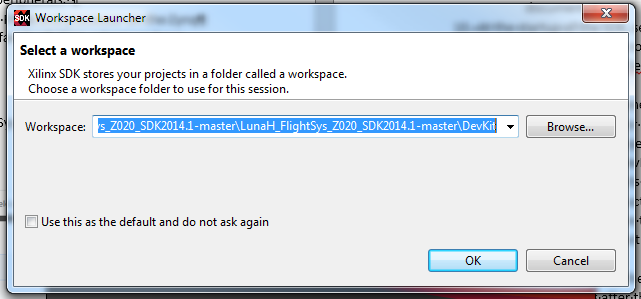 SDK Workspace Launcher
Select a workspace
Xilinx SDK stores your projects in a folder called a workspace.
Choose a workspace folder to use for this session.
Workspace: ys_Z020_SDK2014.1-master\LunaH_FlightSys_Z020_SDK2014.1-master\DevKit Browse...
Use this as the default and do not ask again
OK Cancel